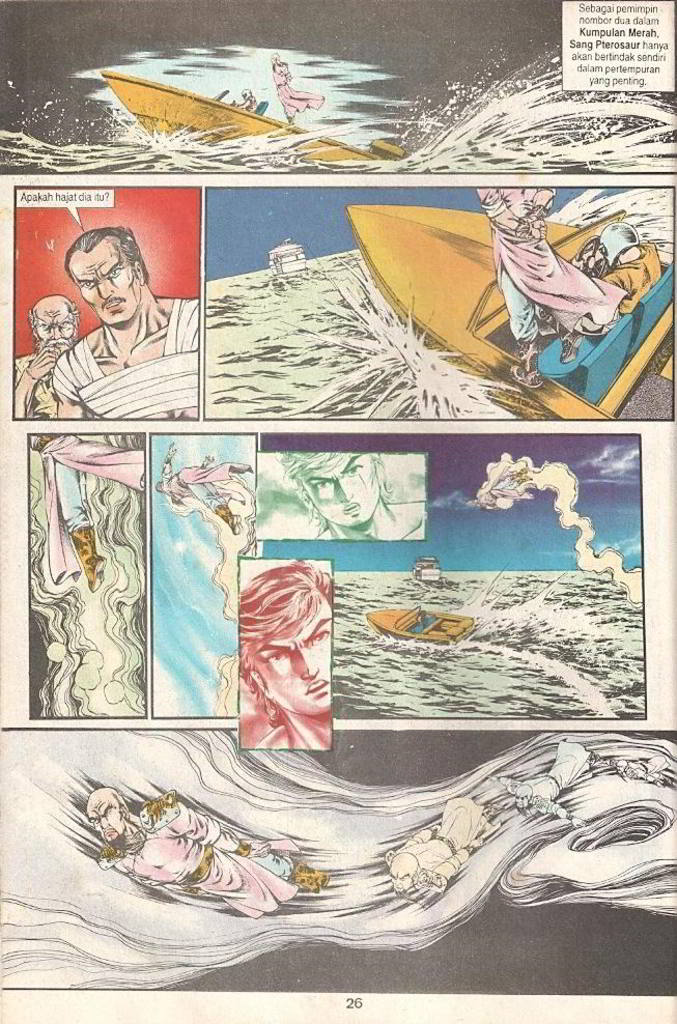 Sebagai pemimpin
nombor dua dalam
Kumpulan Merah,
Sang Pterosaur hanya
akan bertindak sendiri
dalam pertempuran
yang penting.
Apakah hajat dia itu?
26